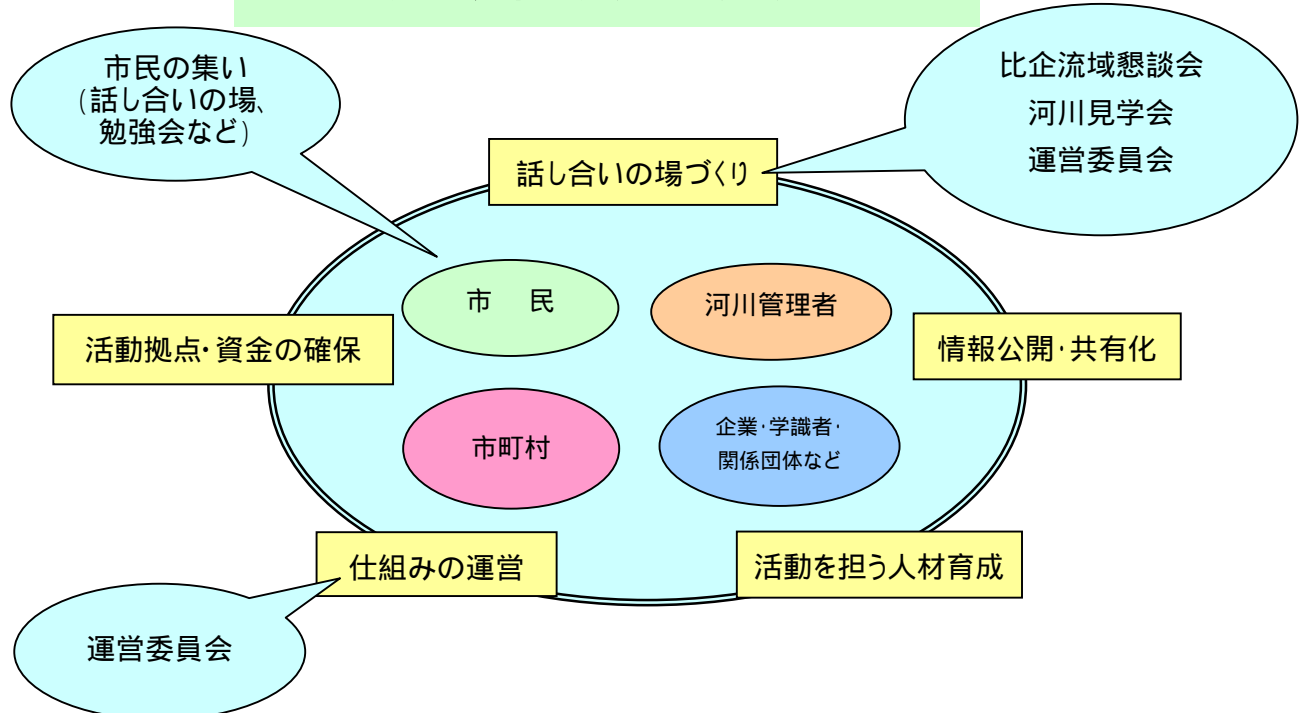 市民の集い
(話し合いの場、
勉強会など)
比企流域懇談会
河川見学会
運営委員会
話し合いの場づくり
市　民
河川管理者
活動拠点・資金の確保
情報公開・共有化
市町村
企業・学識者・
関係団体など
仕組みの運営
活動を担う人材育成
運営委員会